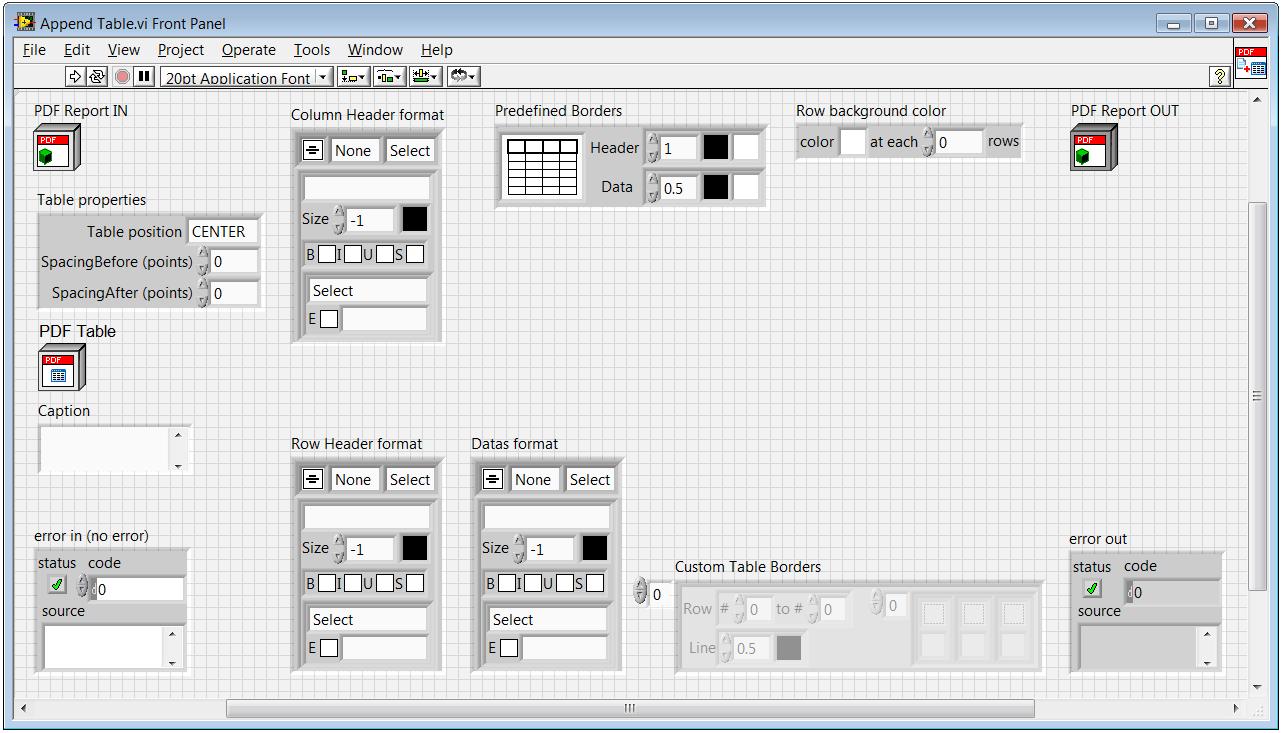 Append Table.vi Front Panel
File Edit View Project Operate Tools Window Help
20pt Application Font
?
PDF
PDF Report IN
PDF
Table properties
Table position CENTER
SpacingBefore (points) 0
SpacingAfter (points) 0
PDF Table
PDF
Caption
error in (no error)
status code
d 0
source
Column Header format
None Select
Size -1
B I U S
Select
E
Predefined Borders
Header 1
Data 0.5
Row background color
color at each 0 rows
PDF Report OUT
PDF
Row Header format
None Select
Size -1
B I U S
Select
E
Datas format
None Select
Size -1
B I U S
Select
E
0
Custom Table Borders
Row # 0 to # 0 0
Line 0.5
error out
status code
d 0
source